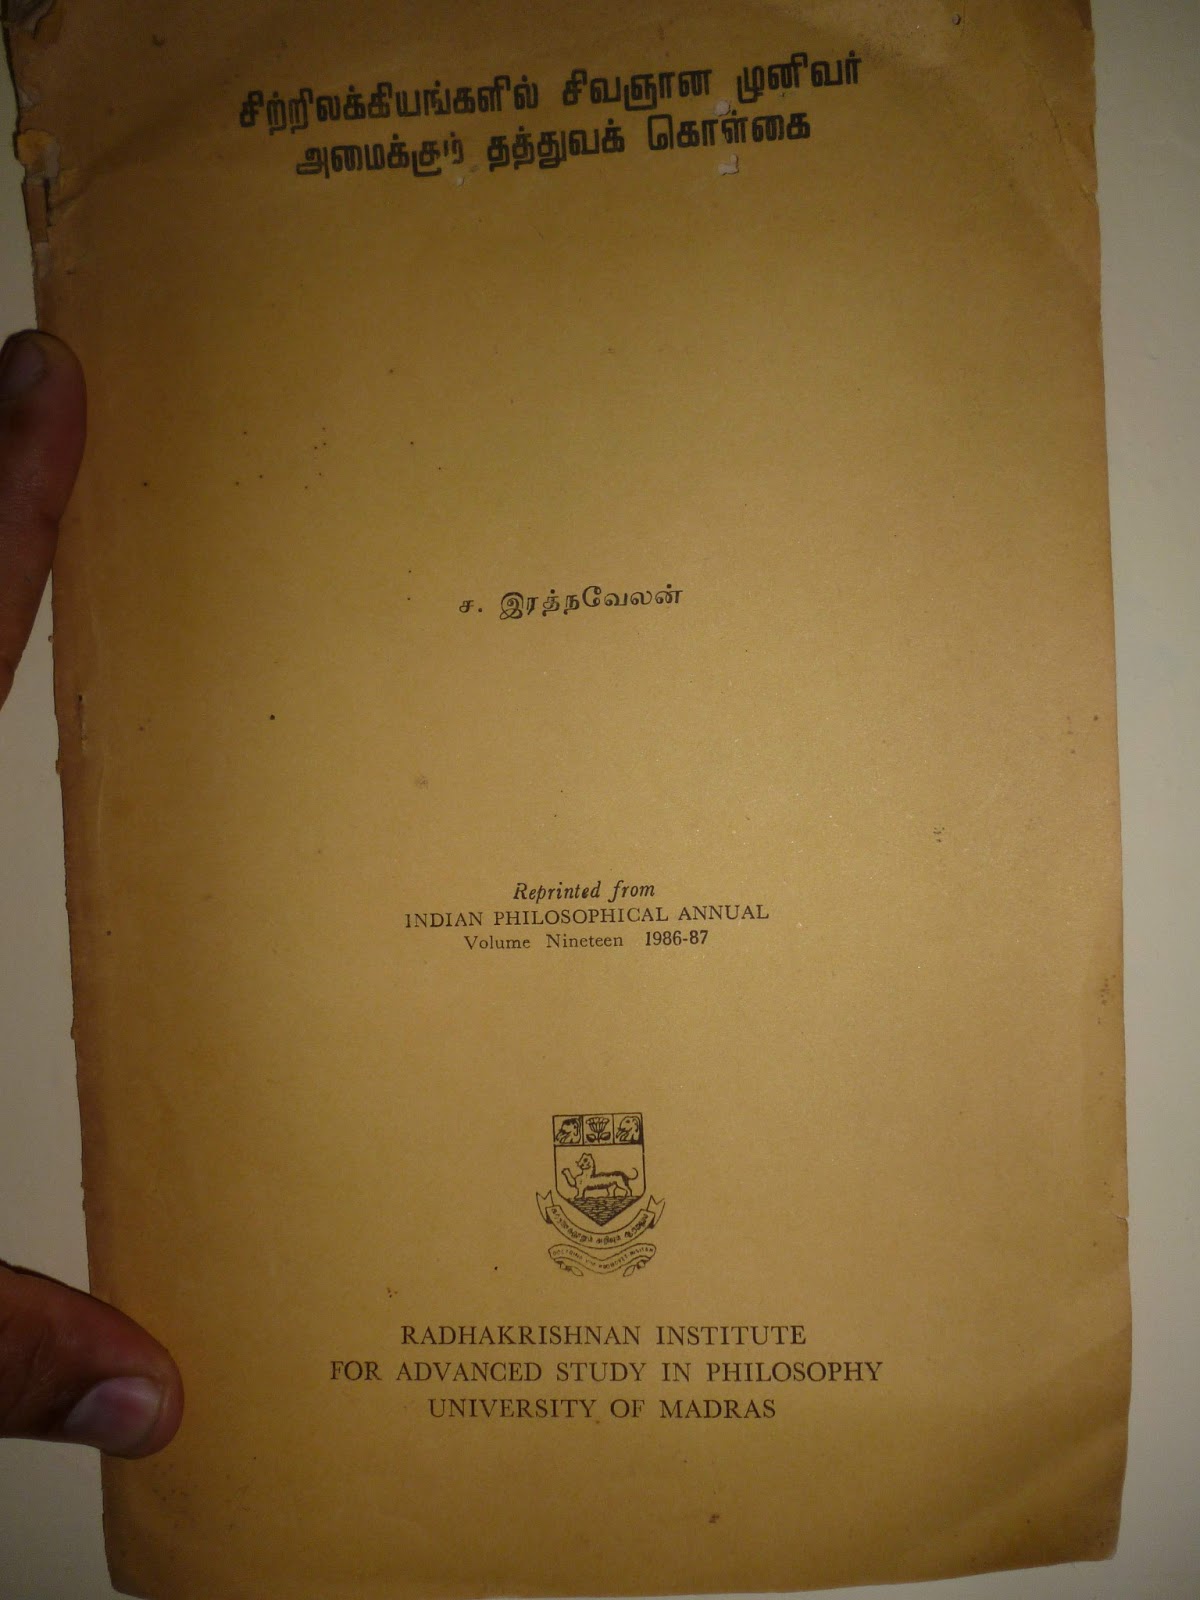 சிற்றிலக்கியங்களில் சிவஞான முனிவர்
அமைக்கும் தத்துவக் கொள்கை
ச. இரத்நவேலன்
Reprinted from
INDIAN PHILOSOPHICAL ANNUAL
Volume Nineteen 1986-87
RADHAKRISHNAN INSTITUTE
FOR ADVANCED STUDY IN PHILOSOPHY
UNIVERSITY OF MADRAS